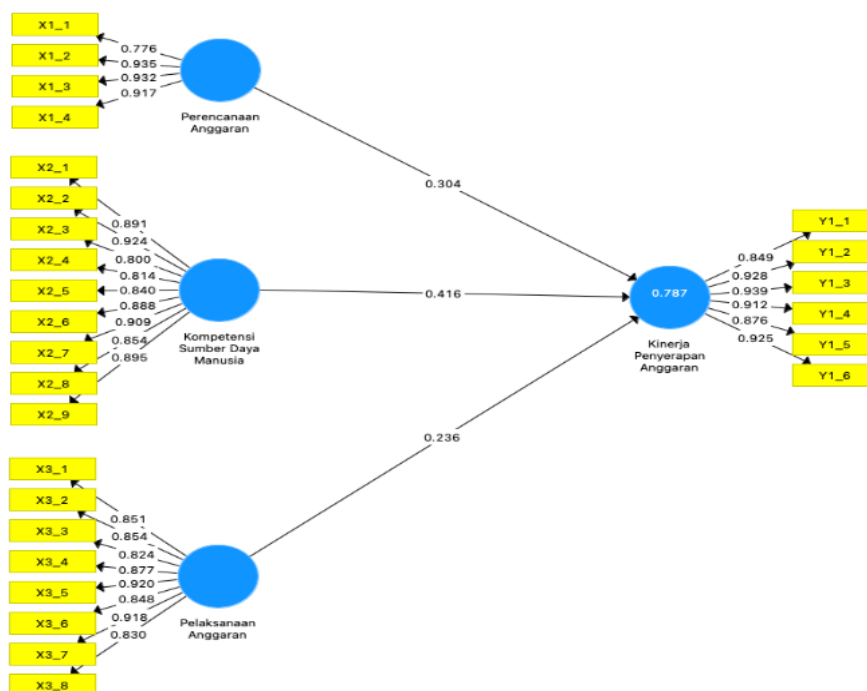 X1_1
X1_2
X1_3
X1_4
0.776
0.935
0.932
0.917
Perencanaan
Anggaran
0.304
X2_1
X2_2
X2_3
X2_4
X2_5
X2_6
X2_7
X2_8
X2_9
0.891
0.924
0.800
0.814
0.840
0.888
0.909
0.854
0.895
Kompetensi
Sumber Daya
Manusia
0.416
X3_1
X3_2
X3_3
X3_4
X3_5
X3_6
X3_7
X3_8
0.851
0.854
0.824
0.877
0.920
0.848
0.918
0.830
Pelaksanaan
Anggaran
0.236
0.787
Kinerja
Penyerapan
Anggaran
0.849
0.928
0.939
0.912
0.876
0.925
Y1_1
Y1_2
Y1_3
Y1_4
Y1_5
Y1_6